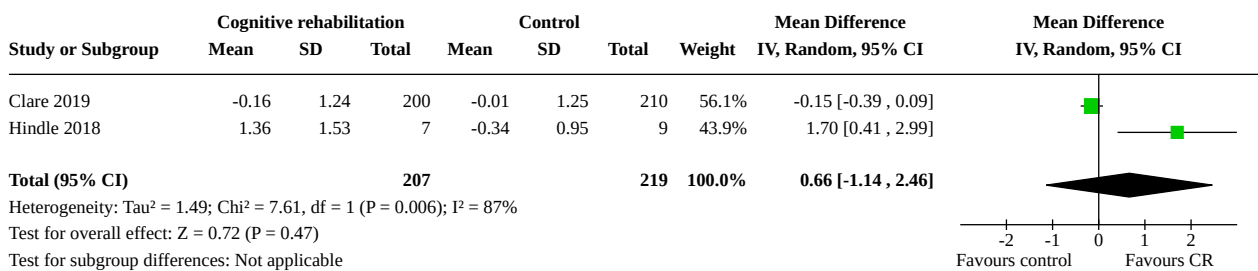 Cognitive rehabilitation Control Mean Difference Mean Difference
Study or Subgroup Mean SD Total Mean SD Total Weight IV, Random, 95% CI IV, Random, 95% CI
Clare 2019 -0.16 1.24 200 -0.01 1.25 210 56.1% -0.15 [-0.39 , 0.09]
Hindle 2018 1.36 1.53 7 -0.34 0.95 9 43.9% 1.70 [0.41 , 2.99]
Total (95% CI) 207 219 100.0% 0.66 [-1.14 , 2.46]
Heterogeneity: Tau² = 1.49; Chi² = 7.61, df = 1 (P = 0.006); I² = 87%
Test for overall effect: Z = 0.72 (P = 0.47) -2 -1 0 1 2
Test for subgroup differences: Not applicable Favours control Favours CR